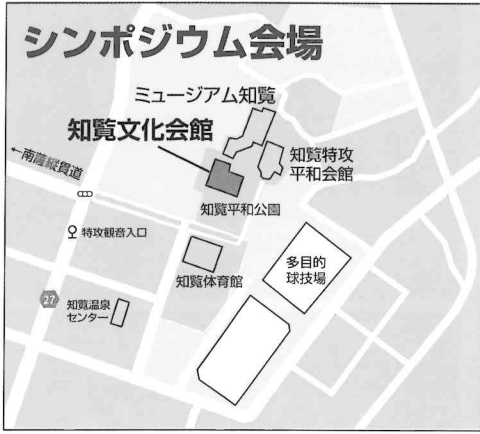 シンポジウム会場
ミュージアム知覧
知覧文化会館
知覧特攻
平和会館
←南薩縦貫道
知覧平和公園
特攻観音入口
知覧体育館
多目的
球技場
27
知覧温泉
センター